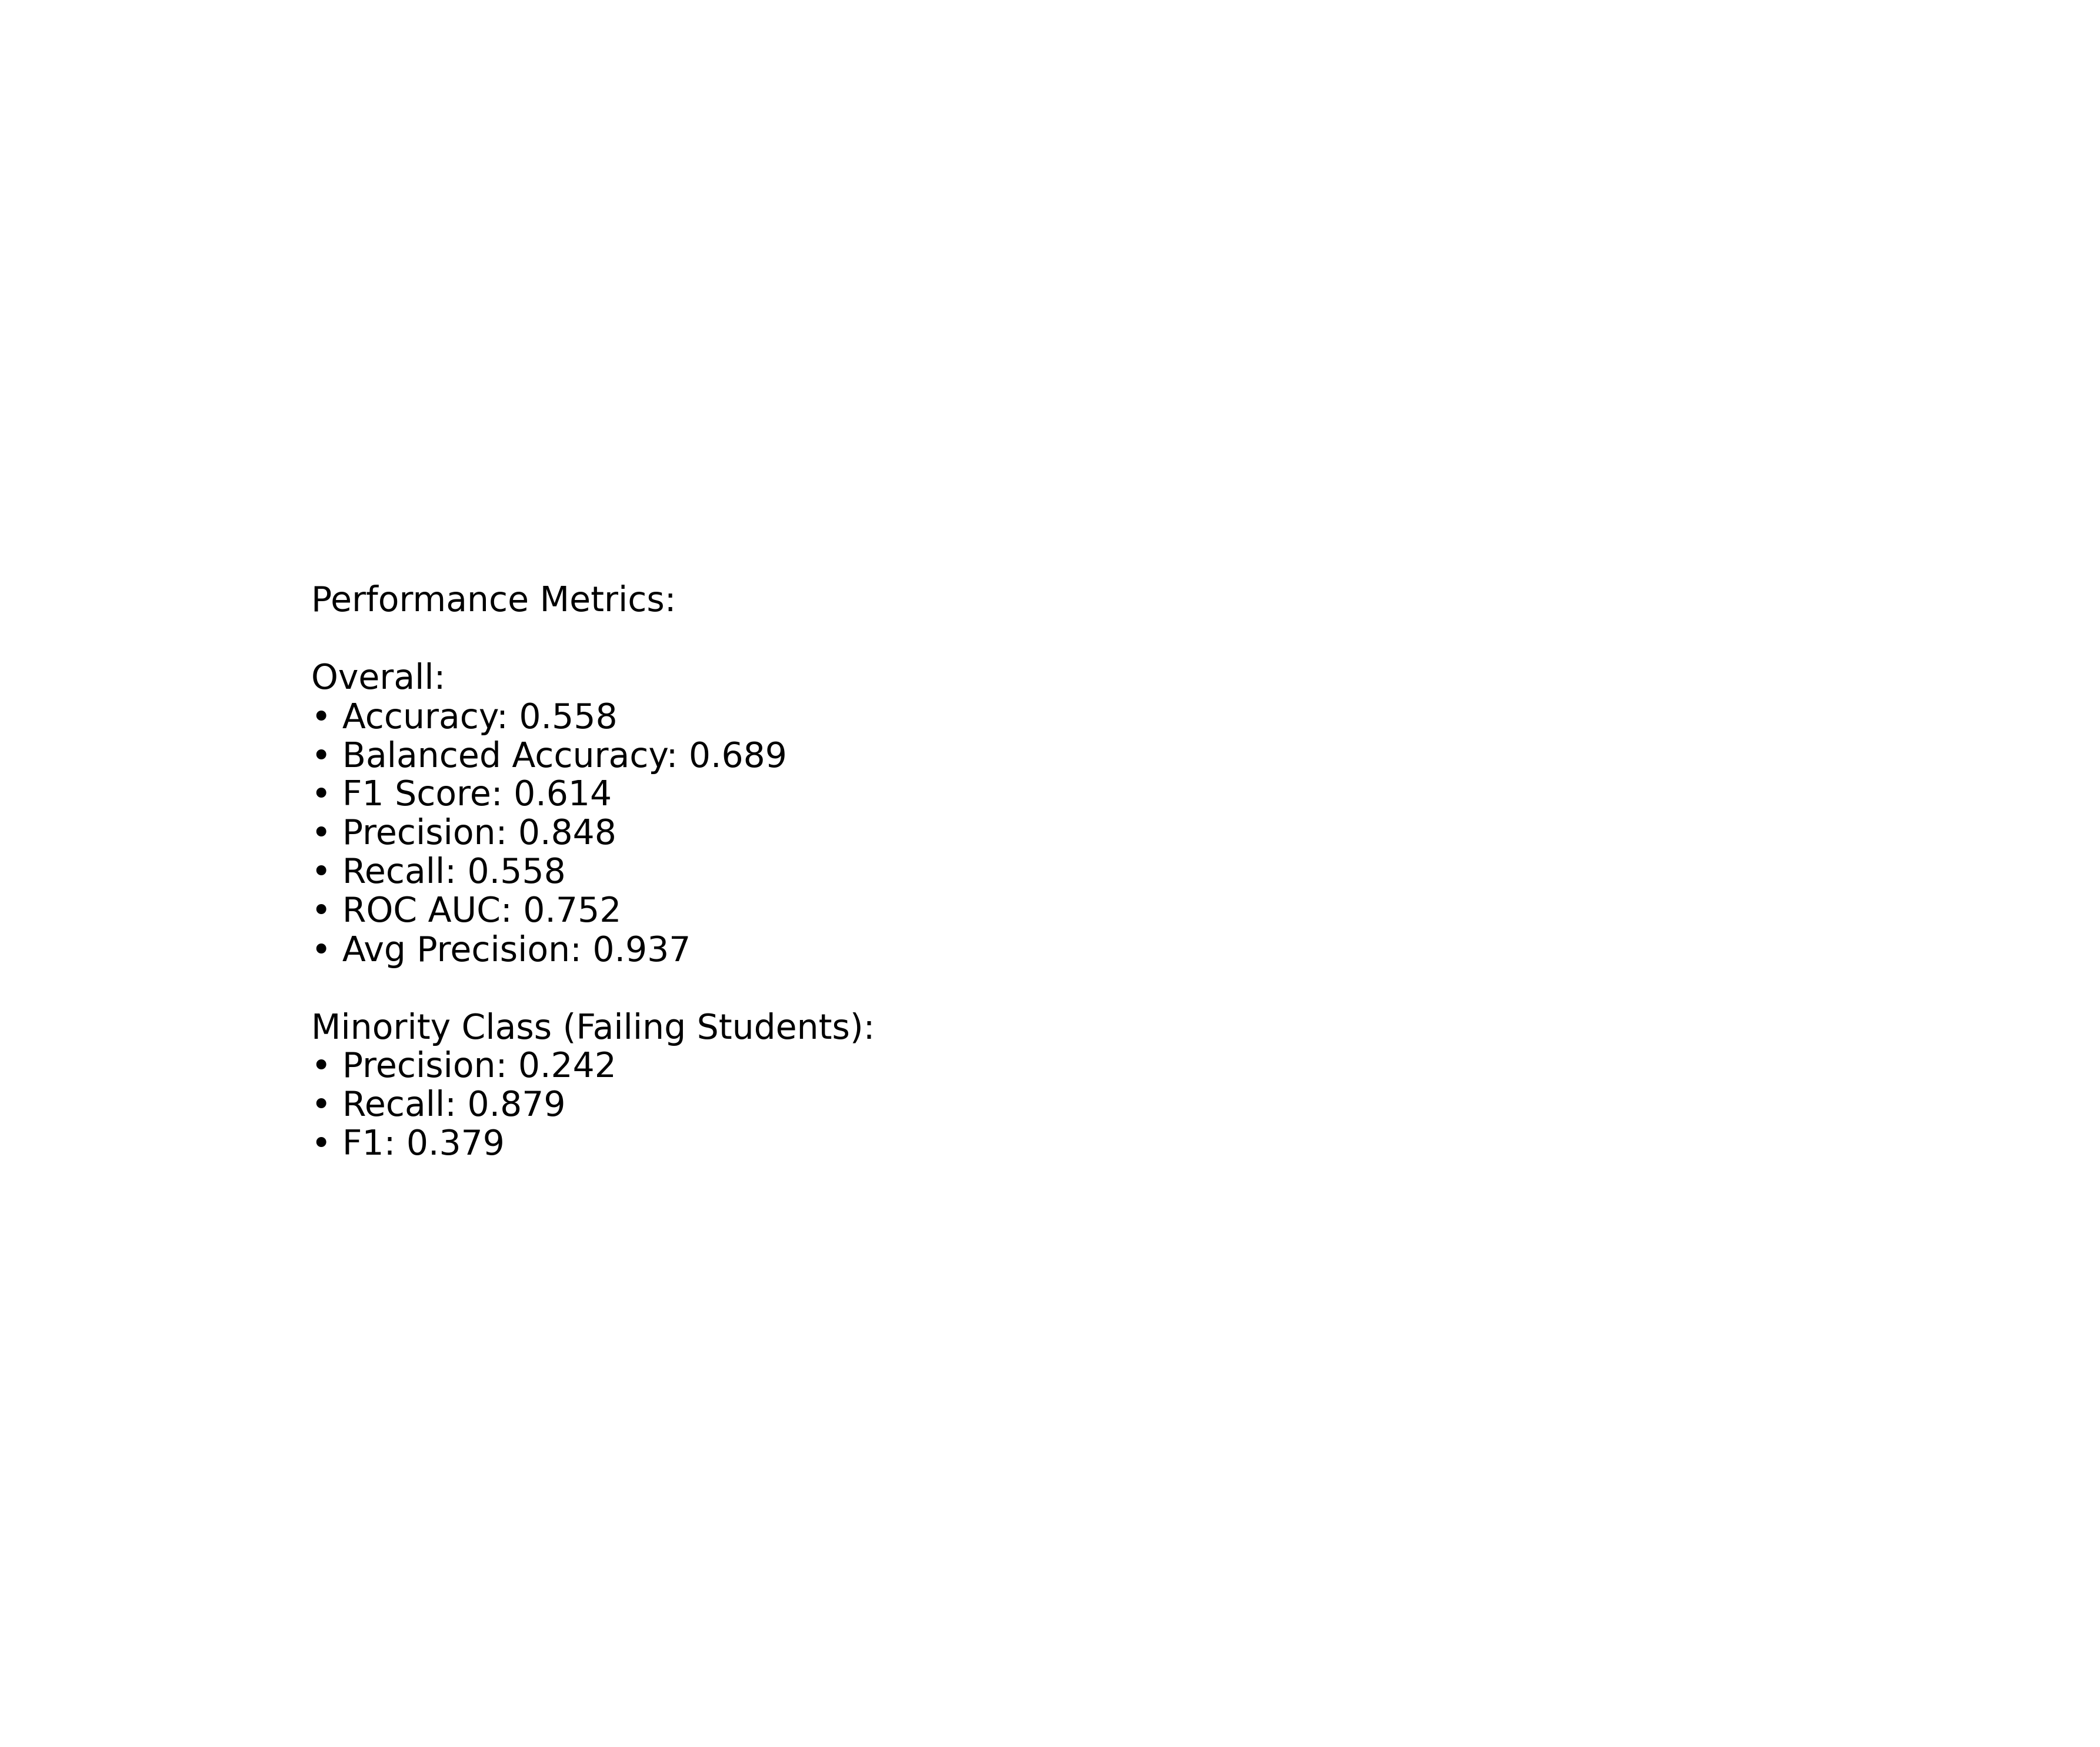 Performance Metrics:
Overall:
• Accuracy: 0.558
• Balanced Accuracy: 0.689
• F1 Score: 0.614
• Precision: 0.848
• Recall: 0.558
• ROC AUC: 0.752
• Avg Precision: 0.937
Minority Class (Failing Students):
• Precision: 0.242
• Recall: 0.879
• F1: 0.379